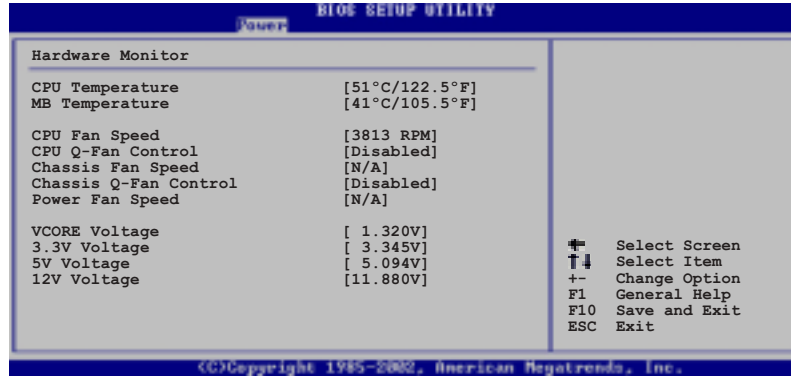 BIOS SETUP UTILITY
Power
Hardware Monitor
CPU Temperature [51°C/122.5°F]
MB Temperature [41°C/105.5°F]
CPU Fan Speed [3813 RPM]
CPU Q-Fan Control [Disabled]
Chassis Fan Speed [N/A]
Chassis Q-Fan Control [Disabled]
Power Fan Speed [N/A]
VCORE Voltage [ 1.320V]
3.3V Voltage [ 3.345V]
5V Voltage [ 5.094V]
12V Voltage [11.880V]
Select Screen
↑↓ Select Item
+- Change Option
F1 General Help
F10 Save and Exit
ESC Exit
(C)Copyright 1985-2002, American Megatrends, Inc.